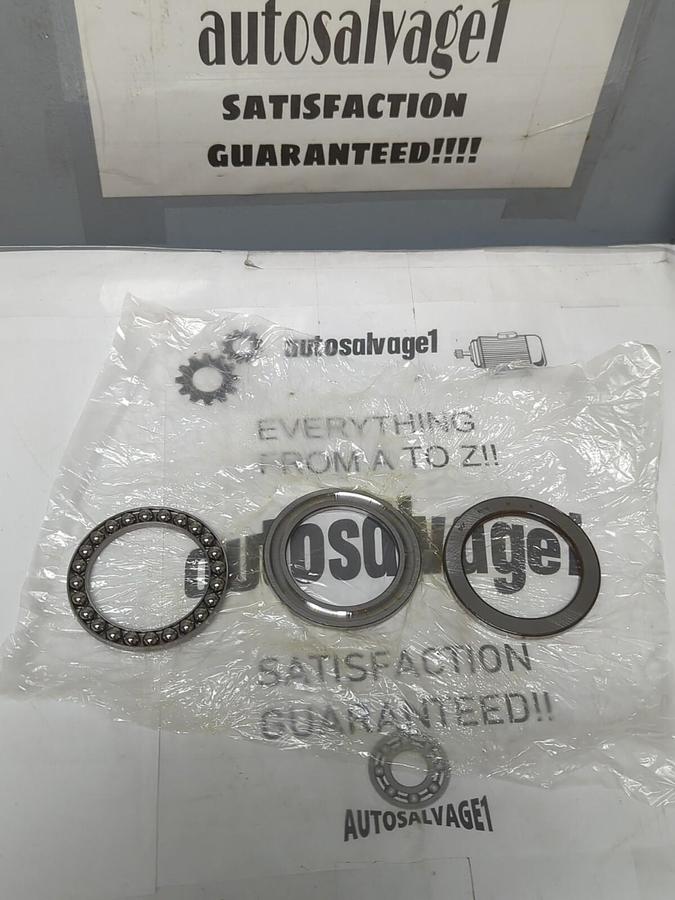 autosalvage1
SATISFACTION
GUARANTEED!!!!
autosalvage1
EVERYTHING
FROM A TO Z!!
autosalvage1
SATISFACTION
GUARANTEED!!
AUTOSALVAGE1